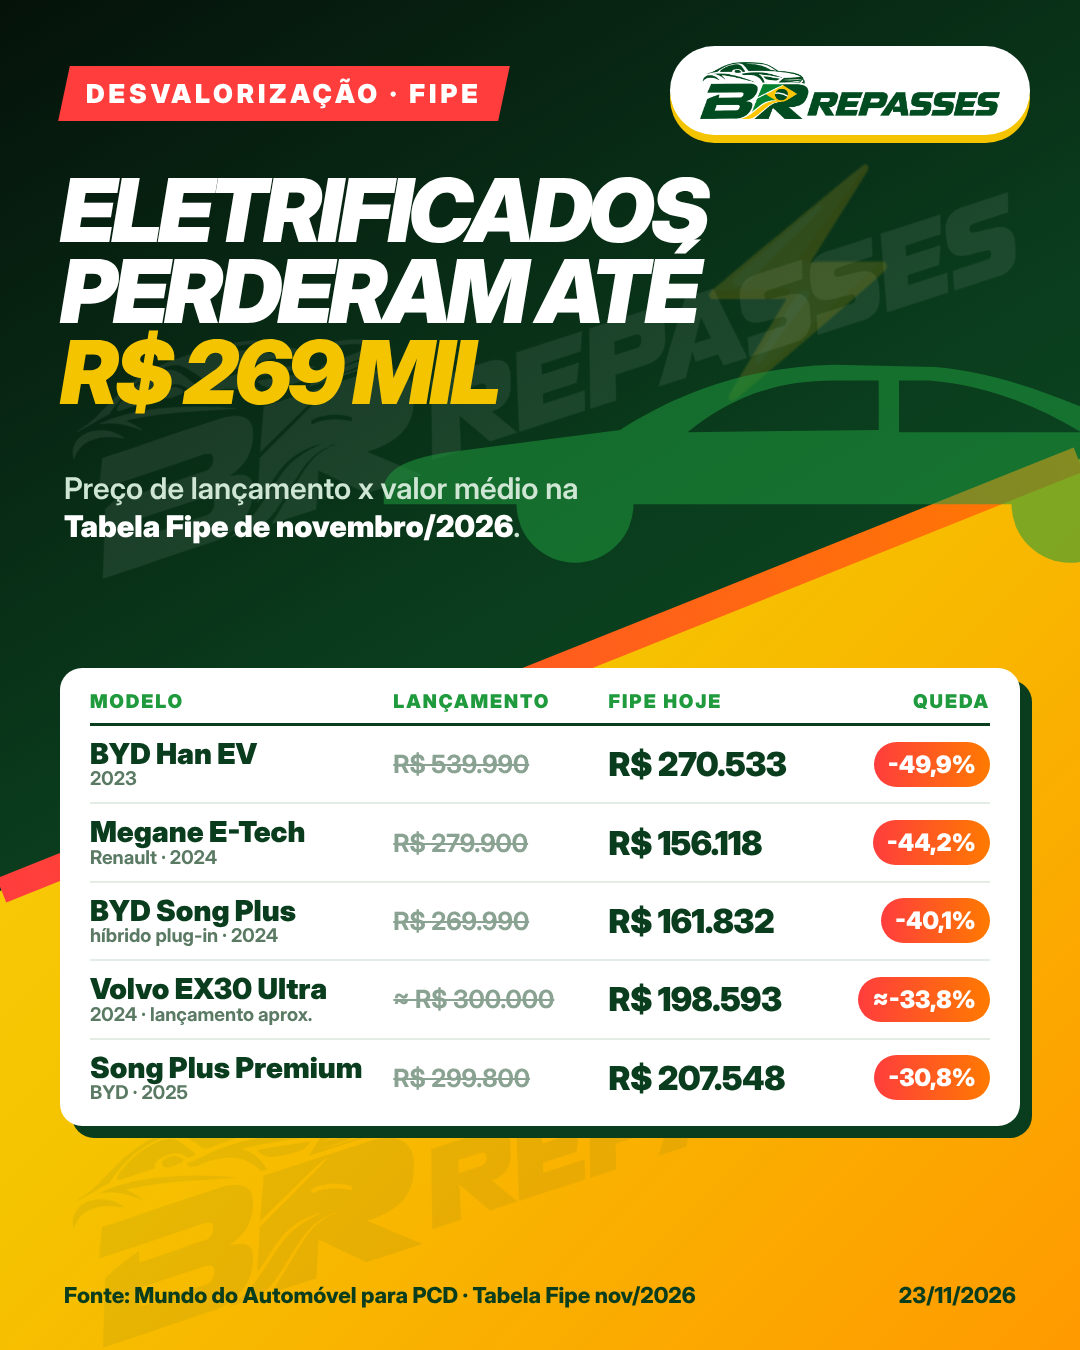 DESVALORIZAÇÃO · FIPE
BR REPASSES
ELETRIFICADOS
PERDERAM ATÉ
R$ 269 MIL
BR REPASSES
Preço de lançamento x valor médio na
Tabela Fipe de novembro/2026.
MODELO LANÇAMENTO FIPE HOJE QUEDA
BYD Han EV R$ 539.990 R$ 270.533 -49,9%
2023
Megane E-Tech R$ 279.900 R$ 156.118 -44,2%
Renault · 2024
BYD Song Plus R$ 269.990 R$ 161.832 -40,1%
híbrido plug-in · 2024
Volvo EX30 Ultra ≈ R$ 300.000 R$ 198.593 ≈-33,8%
2024 · lançamento aprox.
Song Plus Premium R$ 299.800 R$ 207.548 -30,8%
BYD · 2025
BR
Fonte: Mundo do Automóvel para PCD · Tabela Fipe nov/2026 23/11/2026